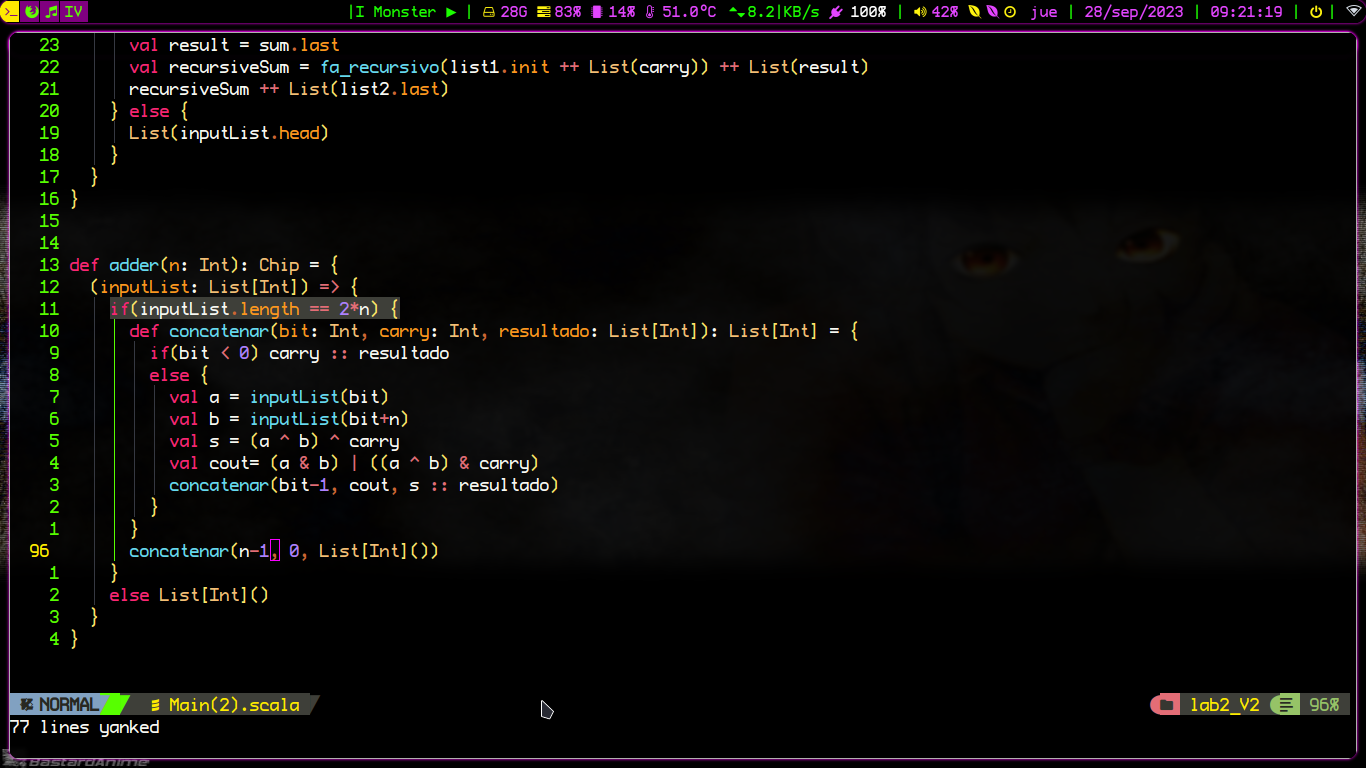 IV |I Monster ▶ | 28G 83% 14% 51.0°C 8.2|KB/s 100% | 42% jue | 28/sep/2023 | 09:21:19 | |
23 val result = sum.last
22 val recursiveSum = fa_recursivo(list1.init ++ List(carry)) ++ List(result)
21 recursiveSum ++ List(list2.last)
20 } else {
19 List(inputList.head)
18 }
17 }
16 }
15
14
13 def adder(n: Int): Chip = {
12 (inputList: List[Int]) => {
11 if(inputList.length == 2*n) {
10 def concatenar(bit: Int, carry: Int, resultado: List[Int]): List[Int] = {
9 if(bit < 0) carry :: resultado
8 else {
7 val a = inputList(bit)
6 val b = inputList(bit+n)
5 val s = (a ^ b) ^ carry
4 val cout= (a & b) | ((a ^ b) & carry)
3 concatenar(bit-1, cout, s :: resultado)
2 }
1 }
96 concatenar(n-1, 0, List[Int]())
1 }
2 else List[Int]()
3 }
4 }
NORMAL Main(2).scala lab2_V2 96%
77 lines yanked
BastardAnime